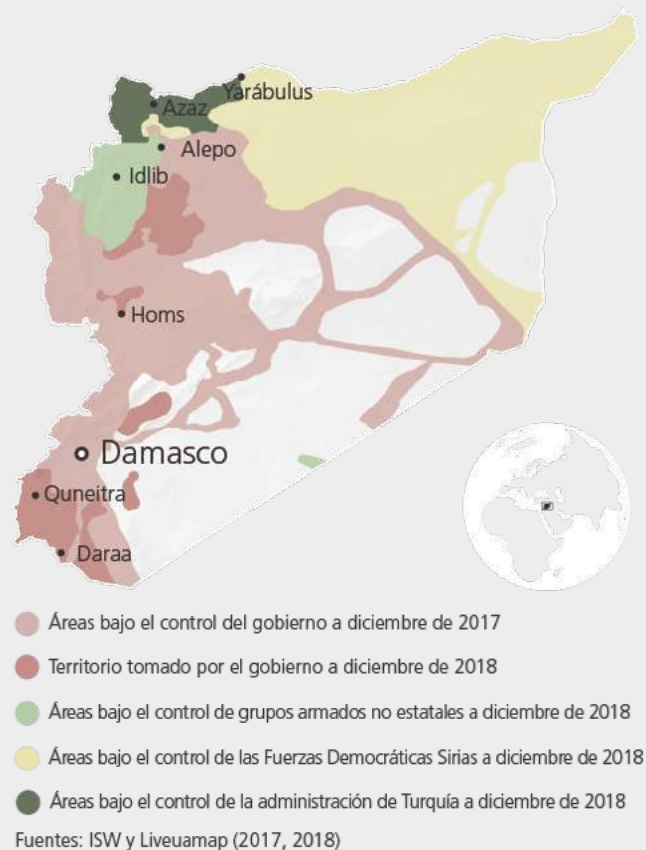 Yarábulus
Azaz
Alepo
Idlib
Homs
Damasco
Quneitra
Daraa
Áreas bajo el control del gobierno a diciembre de 2017
Territorio tomado por el gobierno a diciembre de 2018
Áreas bajo el control de grupos armados no estatales a diciembre de 2018
Áreas bajo el control de las Fuerzas Democráticas Sirias a diciembre de 2018
Áreas bajo el control de la administración de Turquía a diciembre de 2018
Fuentes: ISW y Liveuamap (2017, 2018)